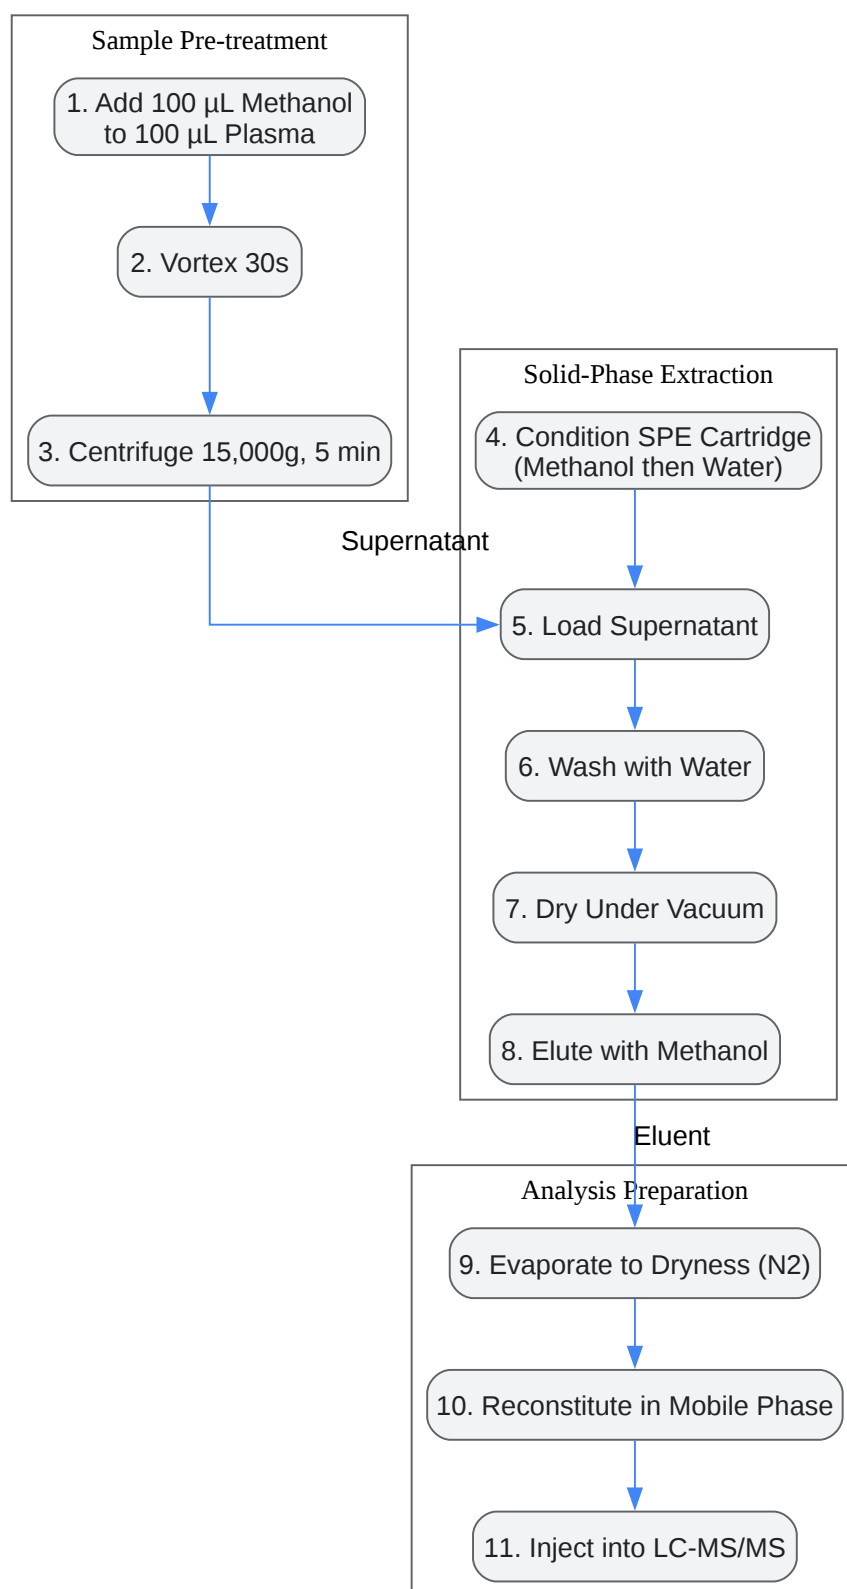 Sample Pre-treatment
1. Add 100 µL Methanol
to 100 µL Plasma
2. Vortex 30s
3. Centrifuge 15,000g, 5 min
Supernatant
Solid-Phase Extraction
4. Condition SPE Cartridge
(Methanol then Water)
5. Load Supernatant
6. Wash with Water
7. Dry Under Vacuum
8. Elute with Methanol
Eluent
Analysis Preparation
9. Evaporate to Dryness (N2)
10. Reconstitute in Mobile Phase
11. Inject into LC-MS/MS